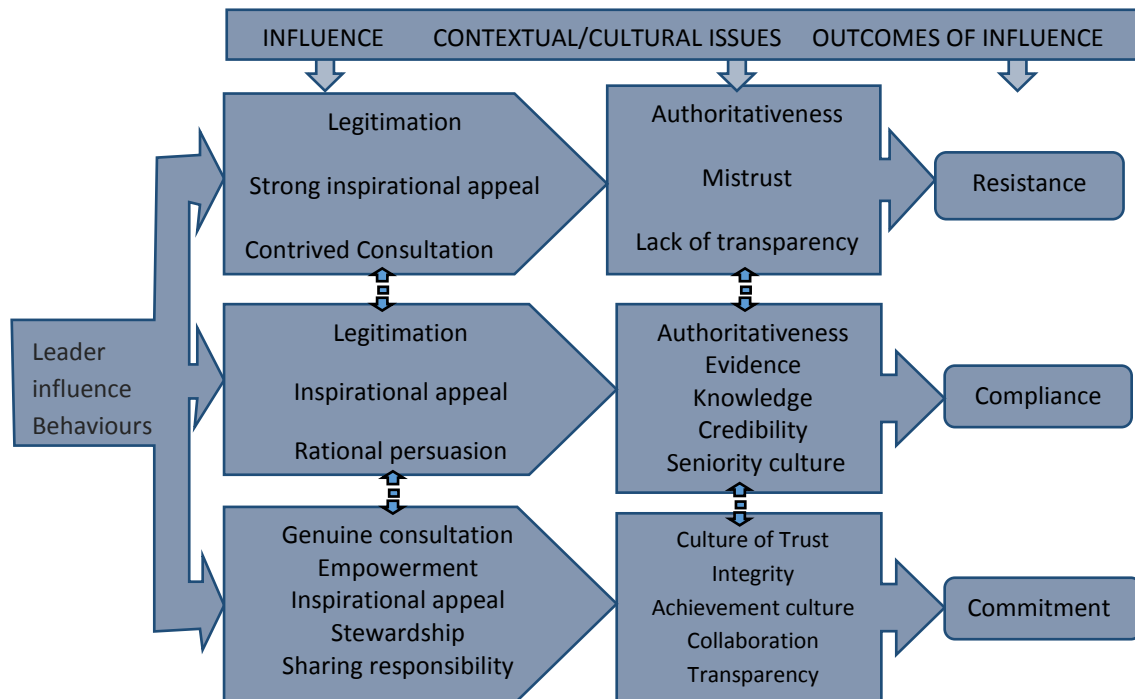 INFLUENCE CONTEXTUAL/CULTURAL ISSUES OUTCOMES OF INFLUENCE
Leader
influence
Behaviours
Legitimation
Strong inspirational appeal
Contrived Consultation
Authoritativeness
Mistrust
Lack of transparency
Resistance
Legitimation
Inspirational appeal
Rational persuasion
Authoritativeness
Evidence
Knowledge
Credibility
Seniority culture
Compliance
Genuine consultation
Empowerment
Inspirational appeal
Stewardship
Sharing responsibility
Culture of Trust
Integrity
Achievement culture
Collaboration
Transparency
Commitment